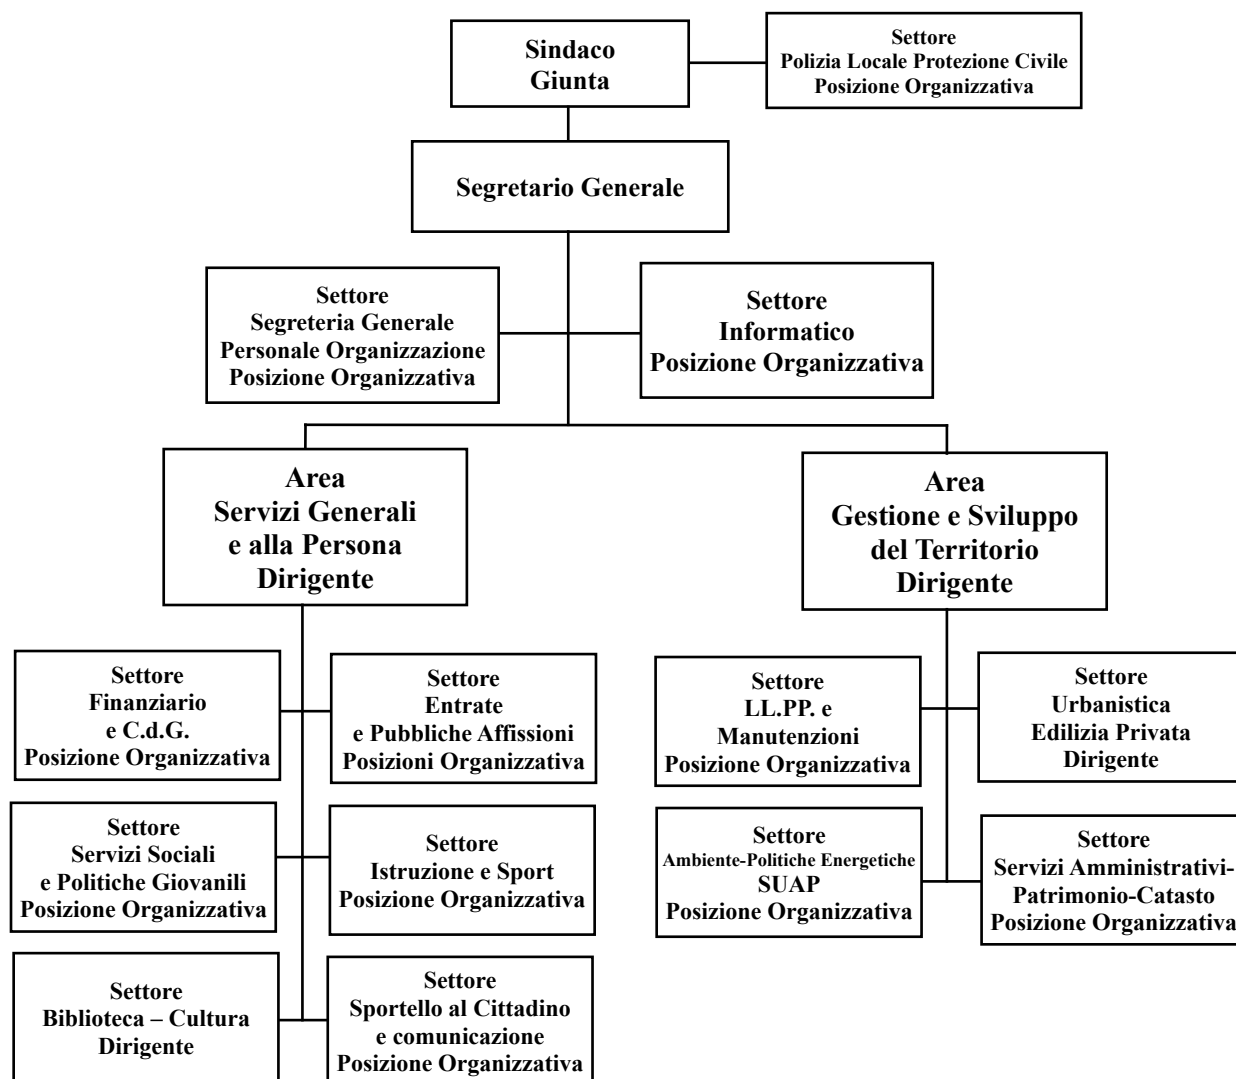 Sindaco
Giunta
Settore
Polizia Locale Protezione Civile
Posizione Organizzativa
Segretario Generale
Settore
Segreteria Generale
Personale Organizzazione
Posizione Organizzativa
Settore
Informatico
Posizione Organizzativa
Area
Servizi Generali
e alla Persona
Dirigente
Area
Gestione e Sviluppo
del Territorio
Dirigente
Settore
Finanziario
e C.d.G.
Posizione Organizzativa
Settore
Entrate
e Pubbliche Affissioni
Posizioni Organizzativa
Settore
LL.PP. e
Manutenzioni
Posizione Organizzativa
Settore
Urbanistica
Edilizia Privata
Dirigente
Settore
Servizi Sociali
e Politiche Giovanili
Posizione Organizzativa
Settore
Istruzione e Sport
Posizione Organizzativa
Settore
Ambiente-Politiche Energetiche
SUAP
Posizione Organizzativa
Settore
Servizi Amministrativi-
Patrimonio-Catasto
Posizione Organizzativa
Settore
Biblioteca – Cultura
Dirigente
Settore
Sportello al Cittadino
e comunicazione
Posizione Organizzativa